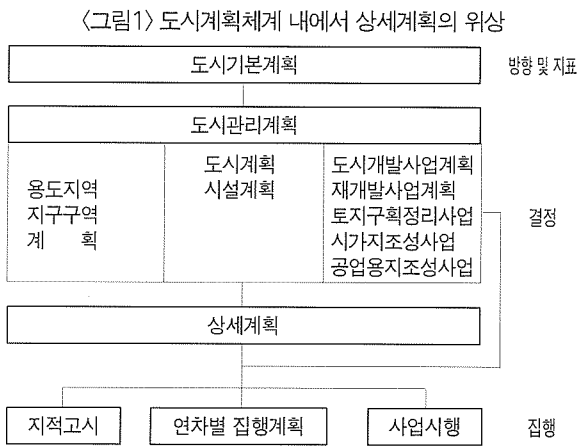 〈그림1〉 도시계획체계 내에서 상세계획의 위상
도시기본계획
방향 및 지표
도시관리계획
용도지역
지구구역
계 획
도시계획
시설계획
도시개발사업계획
재개발사업계획
토지구획정리사업
시가지조성사업
공업용지조성사업
결정
상세계획
지적고시
연차별 집행계획
사업시행
집행